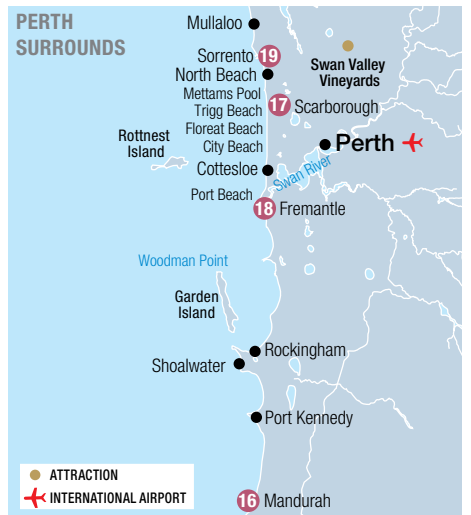 PERTH
SURROUNDS
Mullaloo
Sorrento 19
North Beach
Swan Valley
Vineyards
Mettams Pool
17 Scarborough
Trigg Beach
Floreat Beach
City Beach
Rottnest
Island
Perth
Cottesloe
Swan River
Port Beach
18 Fremantle
Woodman Point
Garden
Island
Rockingham
Shoalwater
Port Kennedy
ATTRACTION
INTERNATIONAL AIRPORT
16 Mandurah